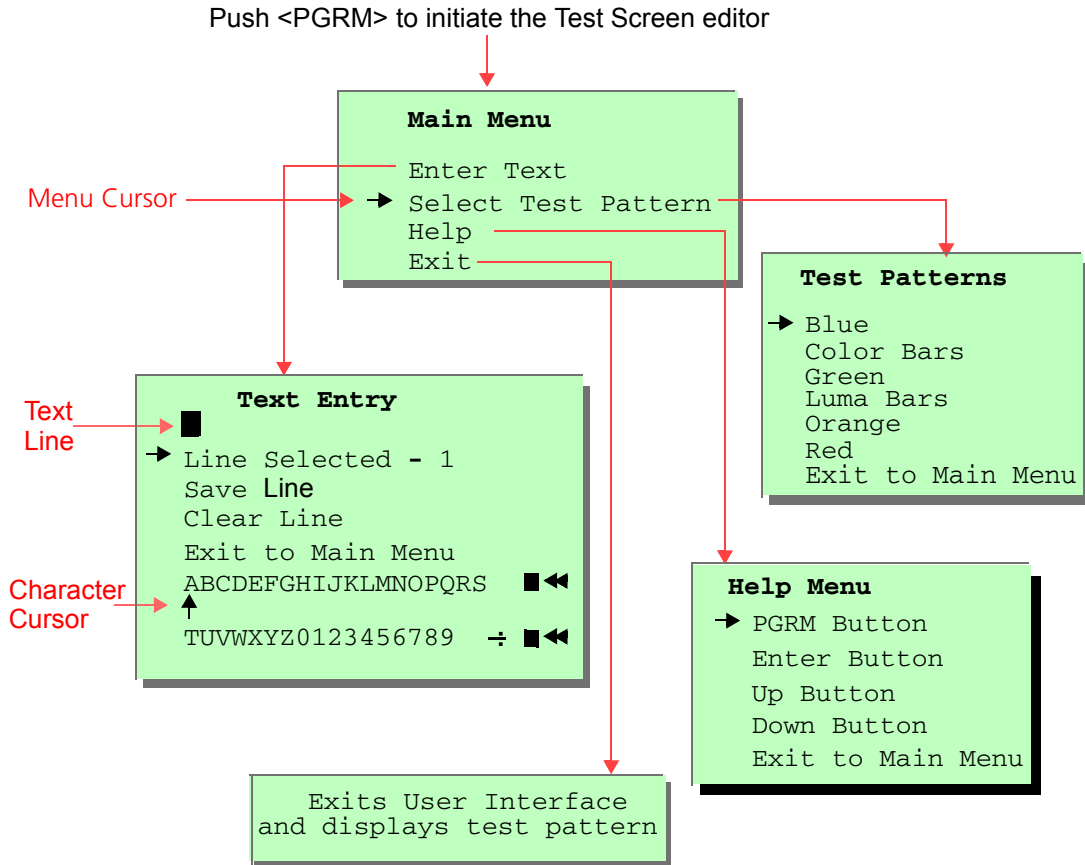 Push <PGRM> to initiate the Test Screen editor
Main Menu
Enter Text
Menu Cursor
Select Test Pattern
Help
Exit
Test Patterns
Blue
Color Bars
Green
Luma Bars
Orange
Red
Exit to Main Menu
Text Entry
Text
Line
Line Selected - 1
Save Line
Clear Line
Exit to Main Menu
ABCDEFGHIJKLMNOPQRS
Character
Cursor
TUVWXYZ0123456789 ÷
Help Menu
PGRM Button
Enter Button
Up Button
Down Button
Exit to Main Menu
Exits User Interface
and displays test pattern